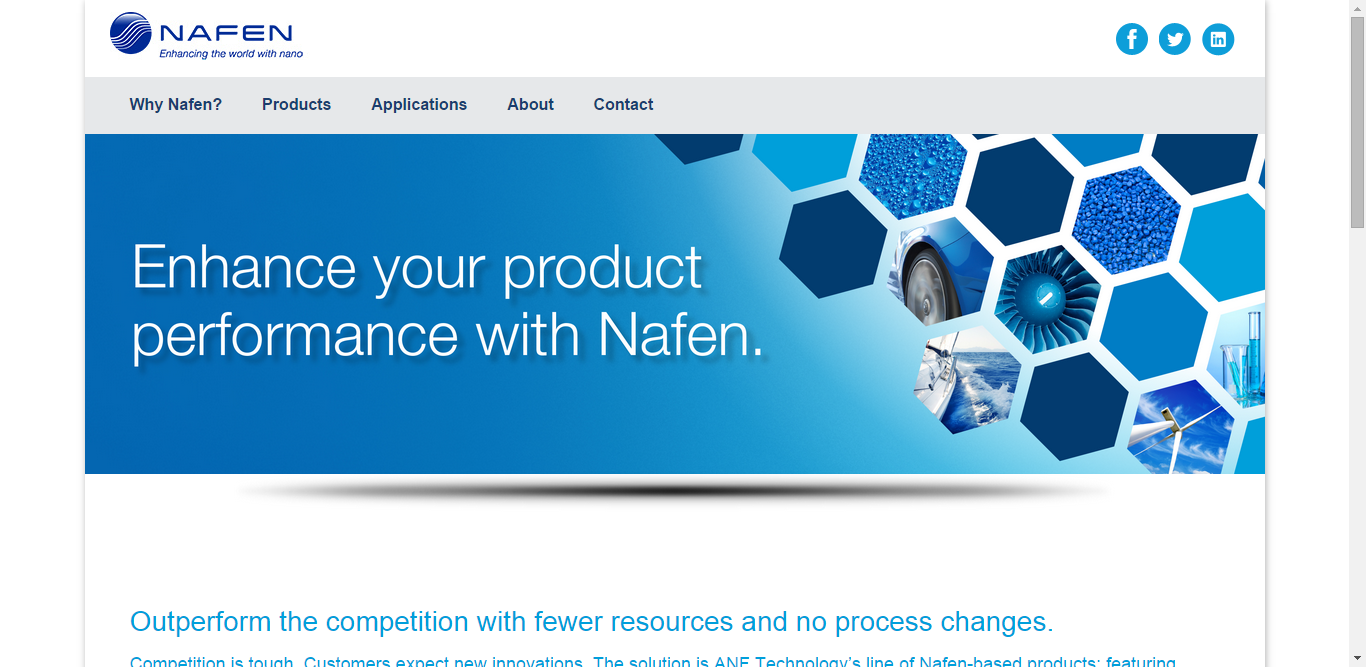 NAFEN
Enhancing the world with nano
Why Nafen? Products Applications About Contact
Enhance your product
performance with Nafen.
Outperform the competition with fewer resources and no process changes.
Competition is tough. Customers expect new innovations. The solution is ANF Technology's line of Nafen-based products: featuring